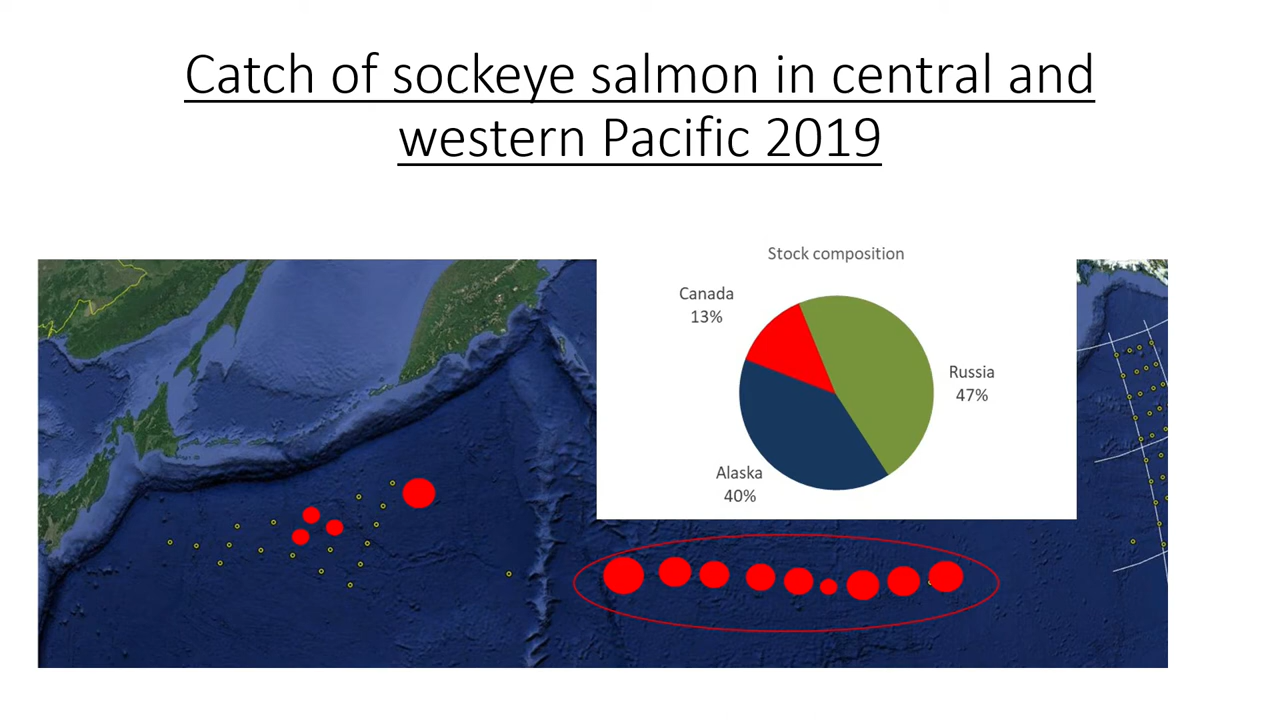 Catch of sockeye salmon in central and
western Pacific 2019
Stock composition
Canada
13%
Russia
47%
Alaska
40%